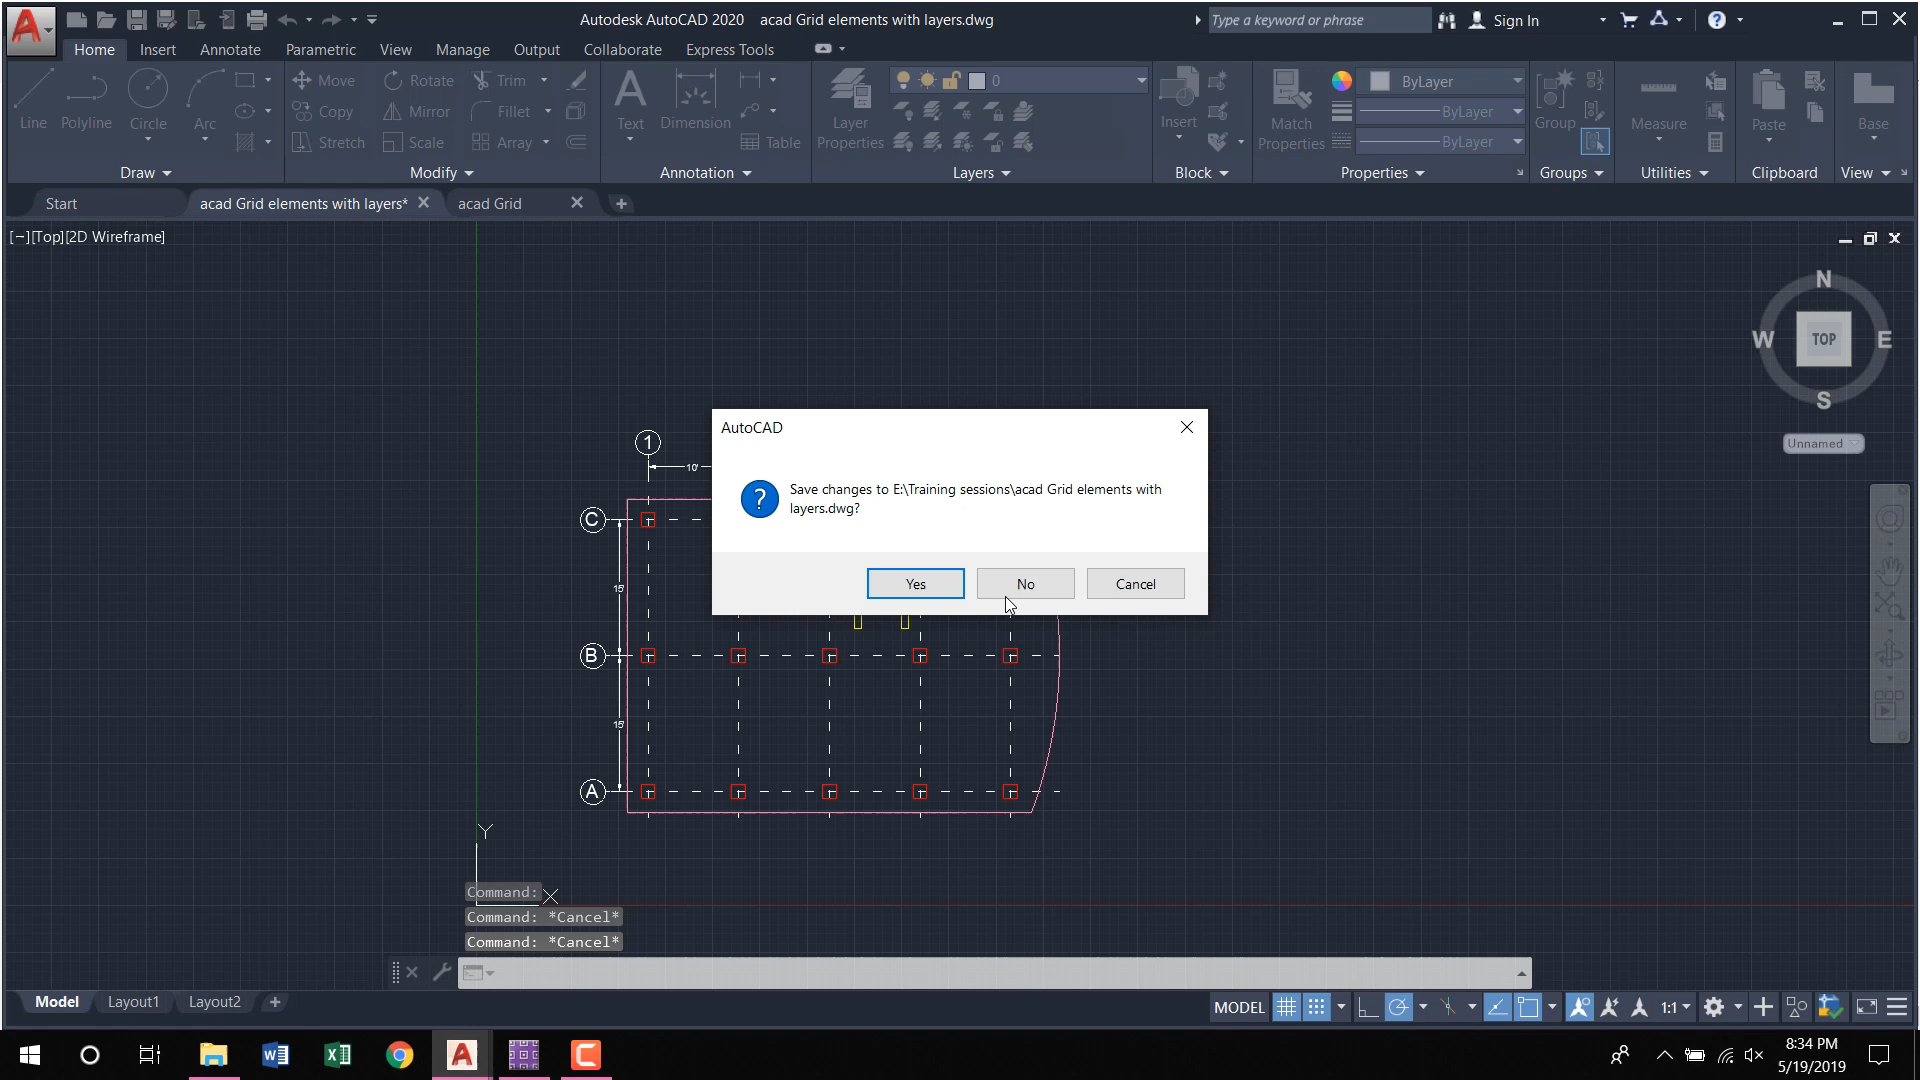 Autodesk AutoCAD 2020 acad Grid elements with layers.dwg
Type a keyword or phrase
Sign In
Home Insert Annotate Parametric View Manage Output Collaborate Express Tools
Line
Polyline
Circle
Arc
Move Rotate Trim
Copy Mirror Fillet
Stretch Scale Array
Text
Dimension
Table
Layer
Properties
0
Insert
Match
Properties
ByLayer
ByLayer
ByLayer
Group
Measure
Paste
Base
Draw Modify Annotation Layers Block Properties Groups Utilities Clipboard View
Start acad Grid elements with layers* acad Grid
[−][Top][2D Wireframe]
N
W TOP E
S
Unnamed
1
10'
C
15'
B
15'
A
AutoCAD
Save changes to E:\Training sessions\acad Grid elements with
layers.dwg?
Yes No Cancel
Y
X
Command:
Command: *Cancel*
Command: *Cancel*
Model Layout1 Layout2
MODEL 1:1
8:34 PM
5/19/2019